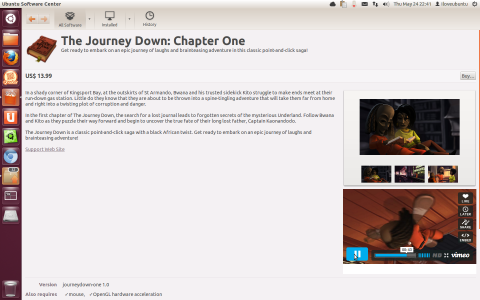 Ubuntu Software Center
Thu May 24 22:41
iloveubuntu
All Software
Installed
History
The Journey Down: Chapter One
Get ready to embark on an epic journey of laughs and brainteasing adventure in this classic point-and-click saga!
US$ 13.99
Buy...
In a shady corner of Kingsport Bay, at the outskirts of St Armando, Bwana and his trusted sidekick Kito struggle to make ends meet at their
run-down gas station. Little do they know that they are about to be thrown into a spine-tingling adventure that will take them far from home
and right into a twisting plot of corruption and danger.
In the first chapter of The Journey Down, the search for a lost journal leads to forgotten secrets of the mysterious Underland. Follow Bwana
and Kito as they puzzle their way forward and begin to uncover the true fate of their long lost father, Captain Kaonandodo.
The Journey Down is a classic point-and-click saga with a black African twist. Get ready to embark on an epic journey of laughs and
brainteasing adventure!
Support Web Site
LIKE
LATER
SHARE
EMBED
HD
vimeo
Version journeydown-one 1.0
Also requires ✓mouse, ✓OpenGL hardware acceleration